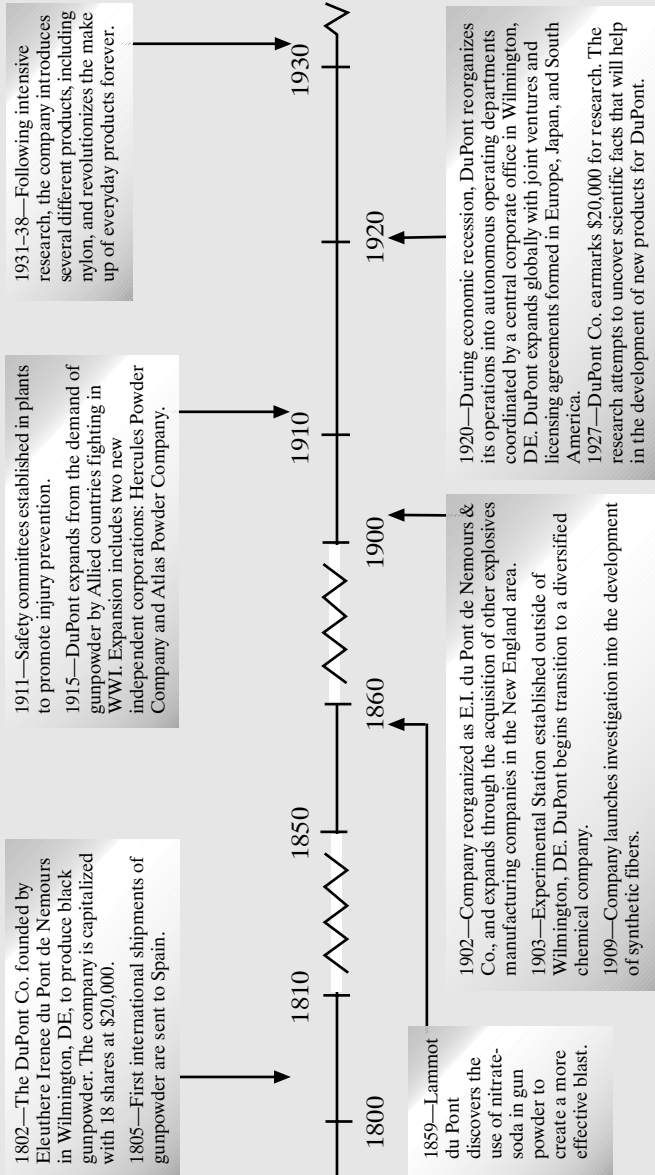 1802—The DuPont Co. founded by
Eleuthere Irenee du Pont de Nemours
in Wilmington, DE, to produce black
gunpowder. The company is capitalized
with 18 shares at $20,000.
1805—First international shipments of
gunpowder are sent to Spain.
1911—Safety committees established in plants
to promote injury prevention.
1915—DuPont expands from the demand of
gunpowder by Allied countries fighting in
WWI. Expansion includes two new
independent corporations: Hercules Powder
Company and Atlas Powder Company.
1931-38—Following intensive
research, the company introduces
several different products, including
nylon, and revolutionizes the make
up of everyday products forever.
1800
1810
1850
1860
1900
1910
1920
1930
1859—Lammot
du Pont
discovers the
use of nitrate-
soda in gun
powder to
create a more
effective blast.
1902—Company reorganized as E.I. du Pont de Nemours &
Co., and expands through the acquisition of other explosives
manufacturing companies in the New England area.
1903—Experimental Station established outside of
Wilmington, DE. DuPont begins transition to a diversified
chemical company.
1909—Company launches investigation into the development
of synthetic fibers.
1920—During economic recession, DuPont reorganizes
its operations into autonomous operating departments
coordinated by a central corporate office in Wilmington,
DE. DuPont expands globally with joint ventures and
licensing agreements formed in Europe, Japan, and South
America.
1927—DuPont Co. earmarks $20,000 for research. The
research attempts to uncover scientific facts that will help
in the development of new products for DuPont.